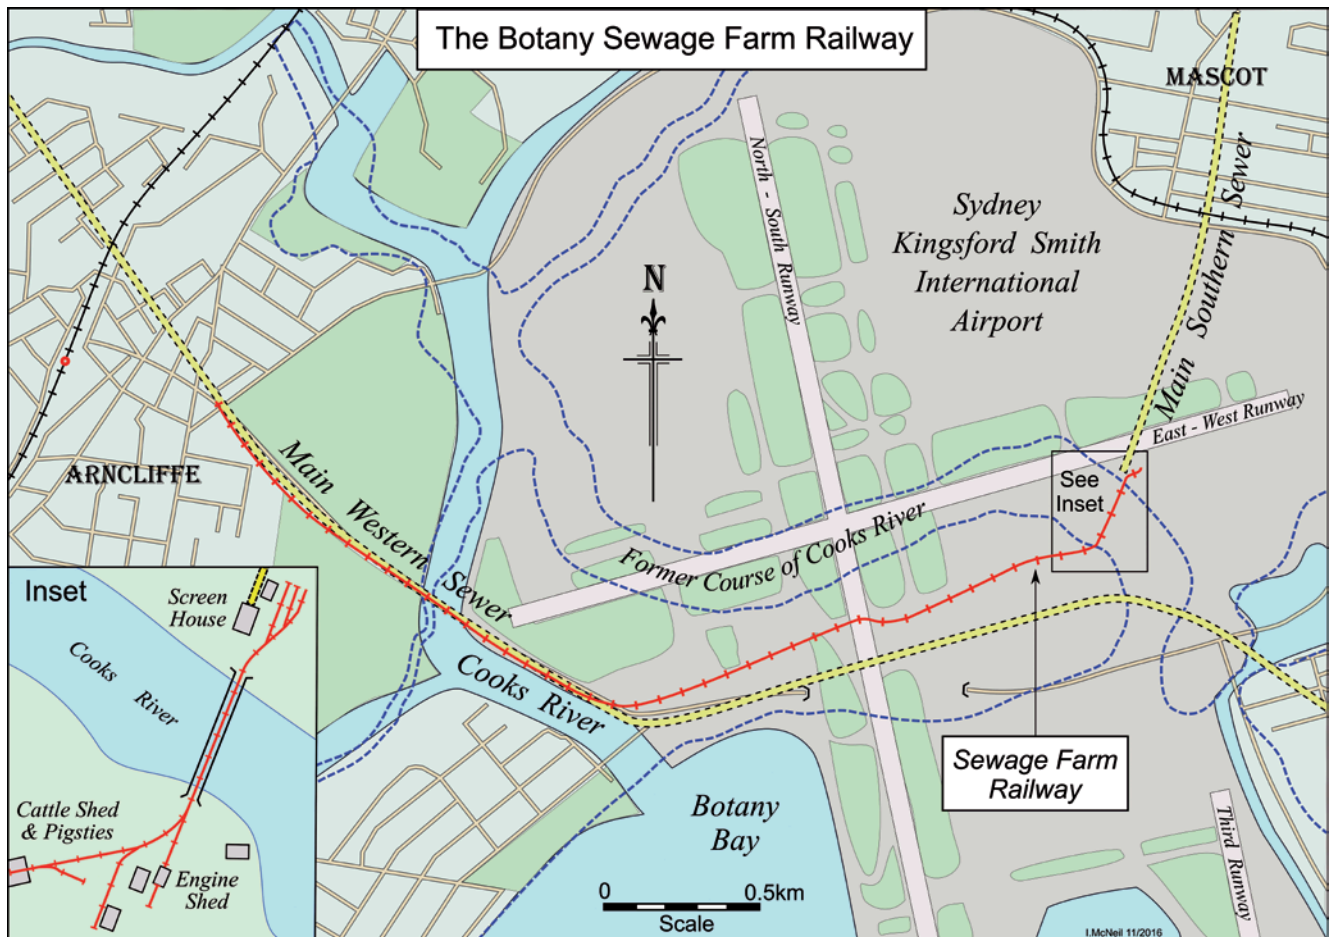 The Botany Sewage Farm Railway
MASCOT
Sydney
Kingsford Smith
International
Airport
North - South Runway
N
Main Southern Sewer
East - West Runway
ARNCLIFFE
Main Western Sewer
See
Inset
Former Course of Cooks River
Cooks River
Sewage Farm
Railway
Botany
Bay
Third Runway
0 0.5km
Scale
I.McNeil 11/2016
Inset
Screen
House
Cooks
River
Cattle Shed
& Pigsties
Engine
Shed